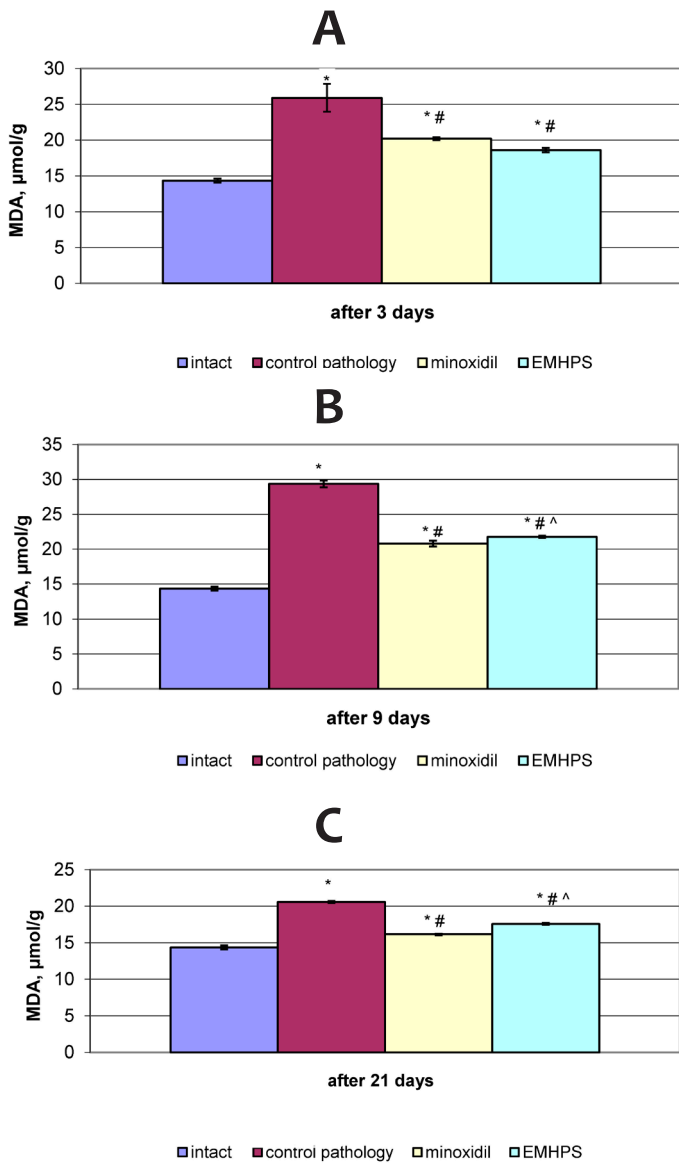 A
30
25
20
15
10
5
0
MDA, µmol/g
*
* #
* #
after 3 days
intact control pathology minoxidil EMHPS
B
35
30
25
20
15
10
5
0
MDA, µmol/g
*
* #
* # ^
after 9 days
intact control pathology minoxidil EMHPS
C
25
20
15
10
5
0
MDA, µmol/g
*
* #
* # ^
after 21 days
intact control pathology minoxidil EMHPS